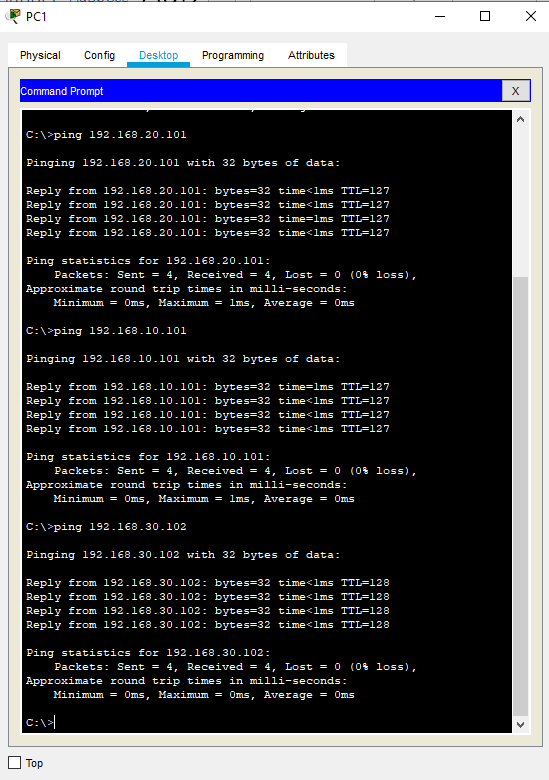 PC1
Physical Config Desktop Programming Attributes
Command Prompt X
C:\>ping 192.168.20.101
Pinging 192.168.20.101 with 32 bytes of data:
Reply from 192.168.20.101: bytes=32 time<1ms TTL=127
Reply from 192.168.20.101: bytes=32 time<1ms TTL=127
Reply from 192.168.20.101: bytes=32 time<1ms TTL=127
Reply from 192.168.20.101: bytes=32 time<1ms TTL=127
Ping statistics for 192.168.20.101:
Packets: Sent = 4, Received = 4, Lost = 0 (0% loss),
Approximate round trip times in milli-seconds:
Minimum = 0ms, Maximum = 1ms, Average = 0ms
C:\>ping 192.168.10.101
Pinging 192.168.10.101 with 32 bytes of data:
Reply from 192.168.10.101: bytes=32 time=1ms TTL=127
Reply from 192.168.10.101: bytes=32 time<1ms TTL=127
Reply from 192.168.10.101: bytes=32 time<1ms TTL=127
Reply from 192.168.10.101: bytes=32 time<1ms TTL=127
Ping statistics for 192.168.10.101:
Packets: Sent = 4, Received = 4, Lost = 0 (0% loss),
Approximate round trip times in milli-seconds:
Minimum = 0ms, Maximum = 1ms, Average = 0ms
C:\>ping 192.168.30.102
Pinging 192.168.30.102 with 32 bytes of data:
Reply from 192.168.30.102: bytes=32 time<1ms TTL=128
Reply from 192.168.30.102: bytes=32 time<1ms TTL=128
Reply from 192.168.30.102: bytes=32 time<1ms TTL=128
Reply from 192.168.30.102: bytes=32 time<1ms TTL=128
Ping statistics for 192.168.30.102:
Packets: Sent = 4, Received = 4, Lost = 0 (0% loss),
Approximate round trip times in milli-seconds:
Minimum = 0ms, Maximum = 0ms, Average = 0ms
C:\>
Top